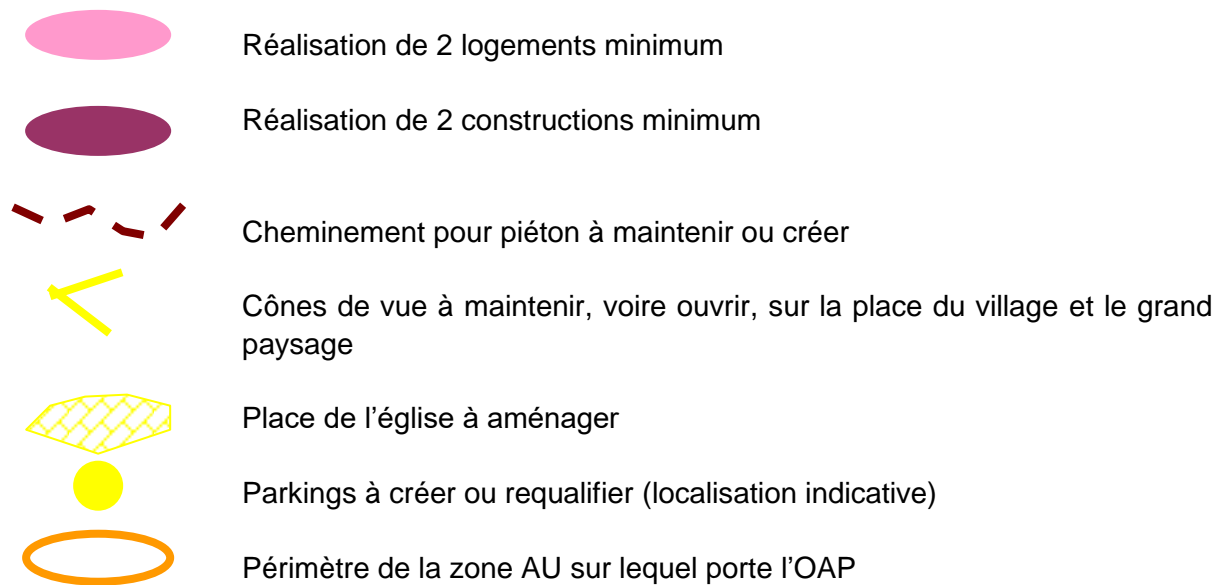 Réalisation de 2 logements minimum
Réalisation de 2 constructions minimum
Cheminement pour piéton à maintenir ou créer
Cônes de vue à maintenir, voire ouvrir, sur la place du village et le grand
paysage
Place de l’église à aménager
Parkings à créer ou requalifier (localisation indicative)
Périmètre de la zone AU sur lequel porte l’OAP